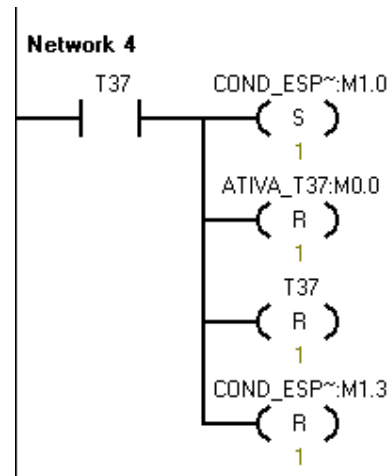 Network 4
T37 COND_ESP~:M1.0
S
1
ATIVA_T37:M0.0
R
1
T37
R
1
COND_ESP~:M1.3
R
1